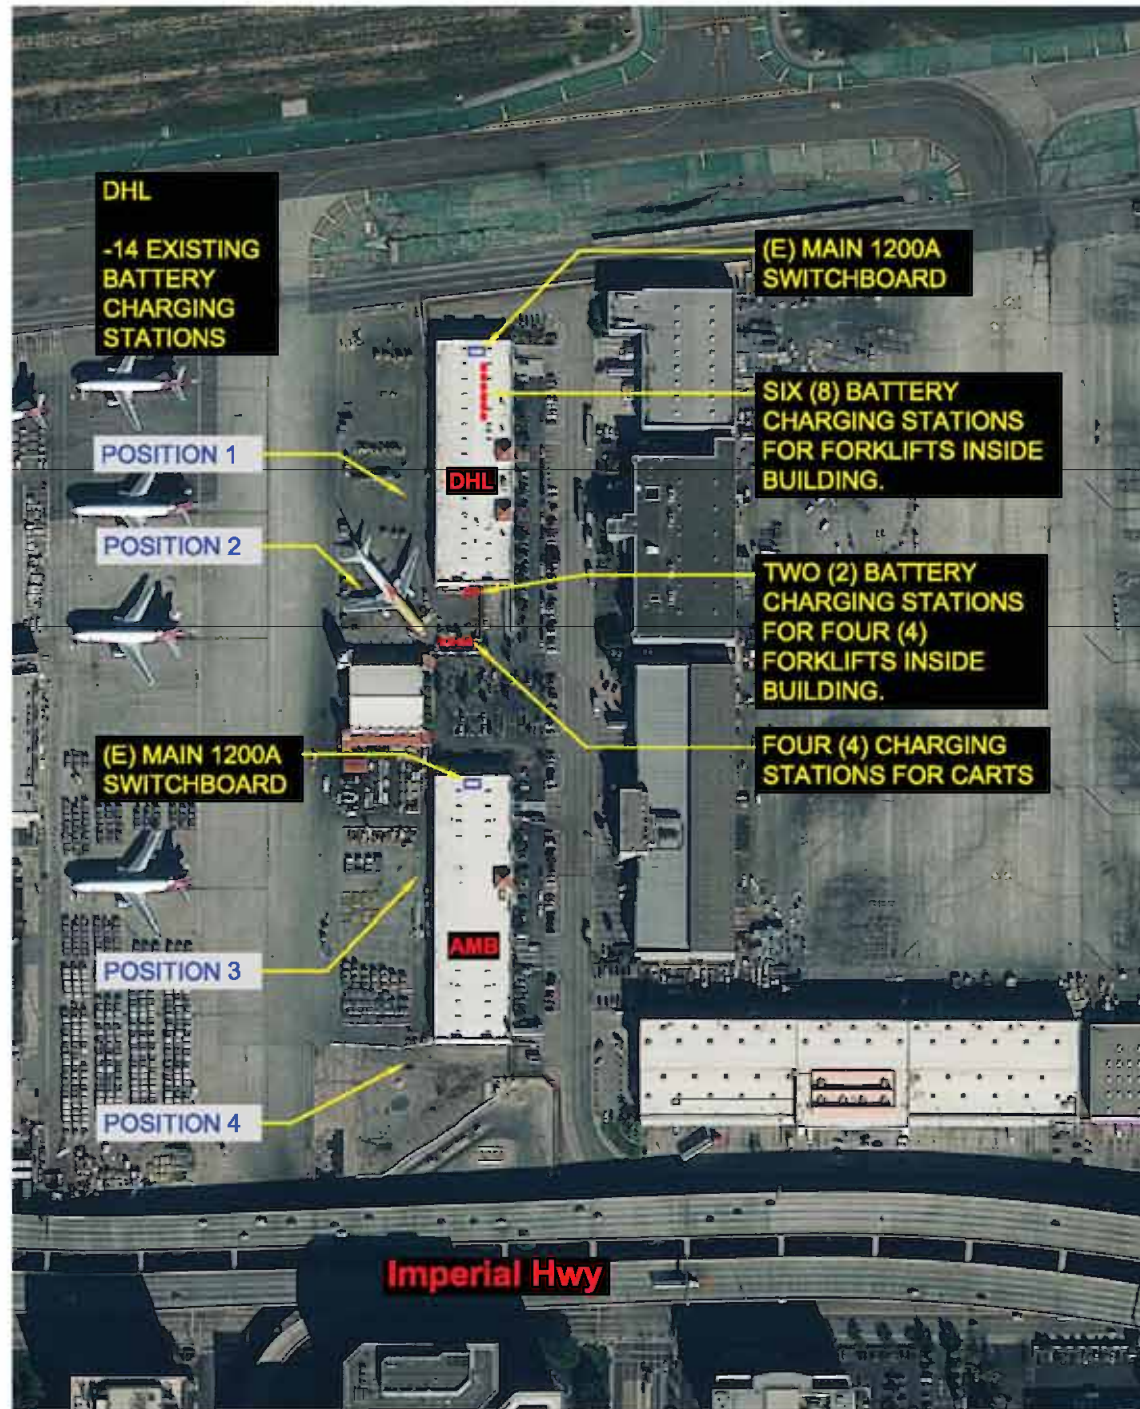 DHL
-14 EXISTING
BATTERY
CHARGING
STATIONS
(E) MAIN 1200A
SWITCHBOARD
SIX (8) BATTERY
CHARGING STATIONS
FOR FORKLIFTS INSIDE
BUILDING.
POSITION 1
DHL
POSITION 2
TWO (2) BATTERY
CHARGING STATIONS
FOR FOUR (4)
FORKLIFTS INSIDE
BUILDING.
(E) MAIN 1200A
SWITCHBOARD
FOUR (4) CHARGING
STATIONS FOR CARTS
AMB
POSITION 3
POSITION 4
Imperial Hwy